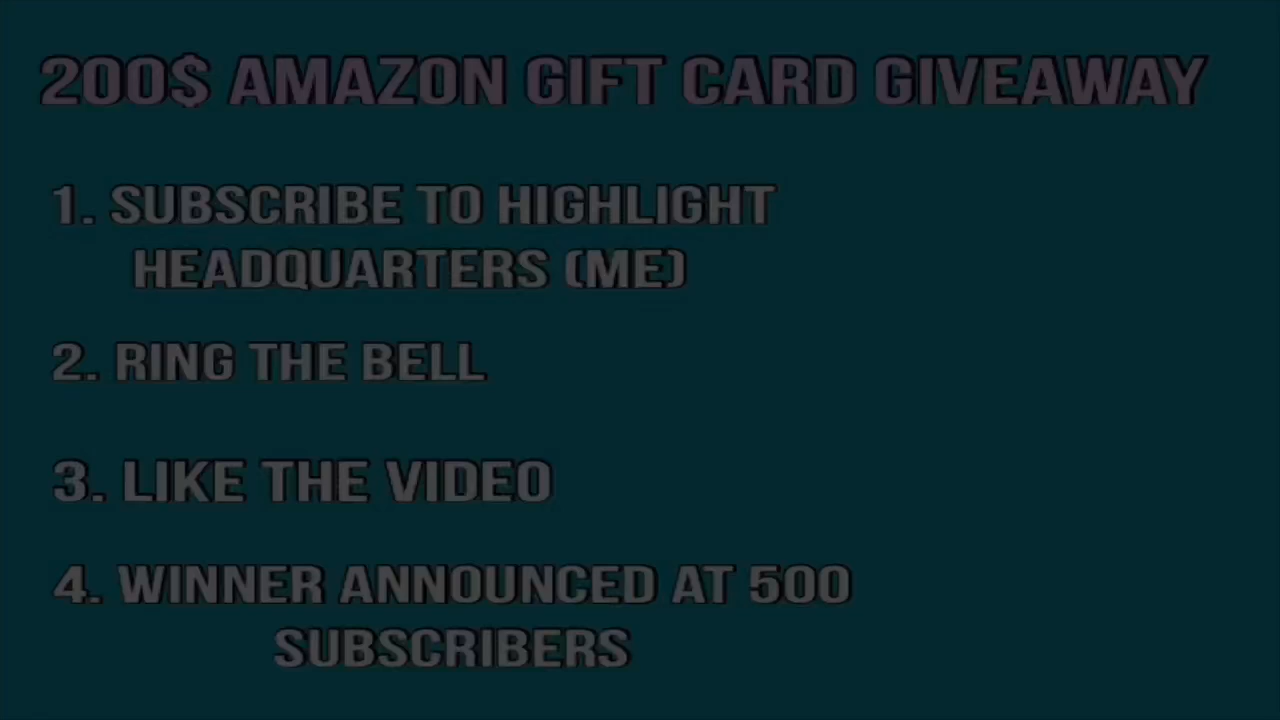 200$ AMAZON GIFT CARD GIVEAWAY
1. SUBSCRIBE TO HIGHLIGHT
HEADQUARTERS (ME)
2. RING THE BELL
3. LIKE THE VIDEO
4. WINNER ANNOUNCED AT 500
SUBSCRIBERS